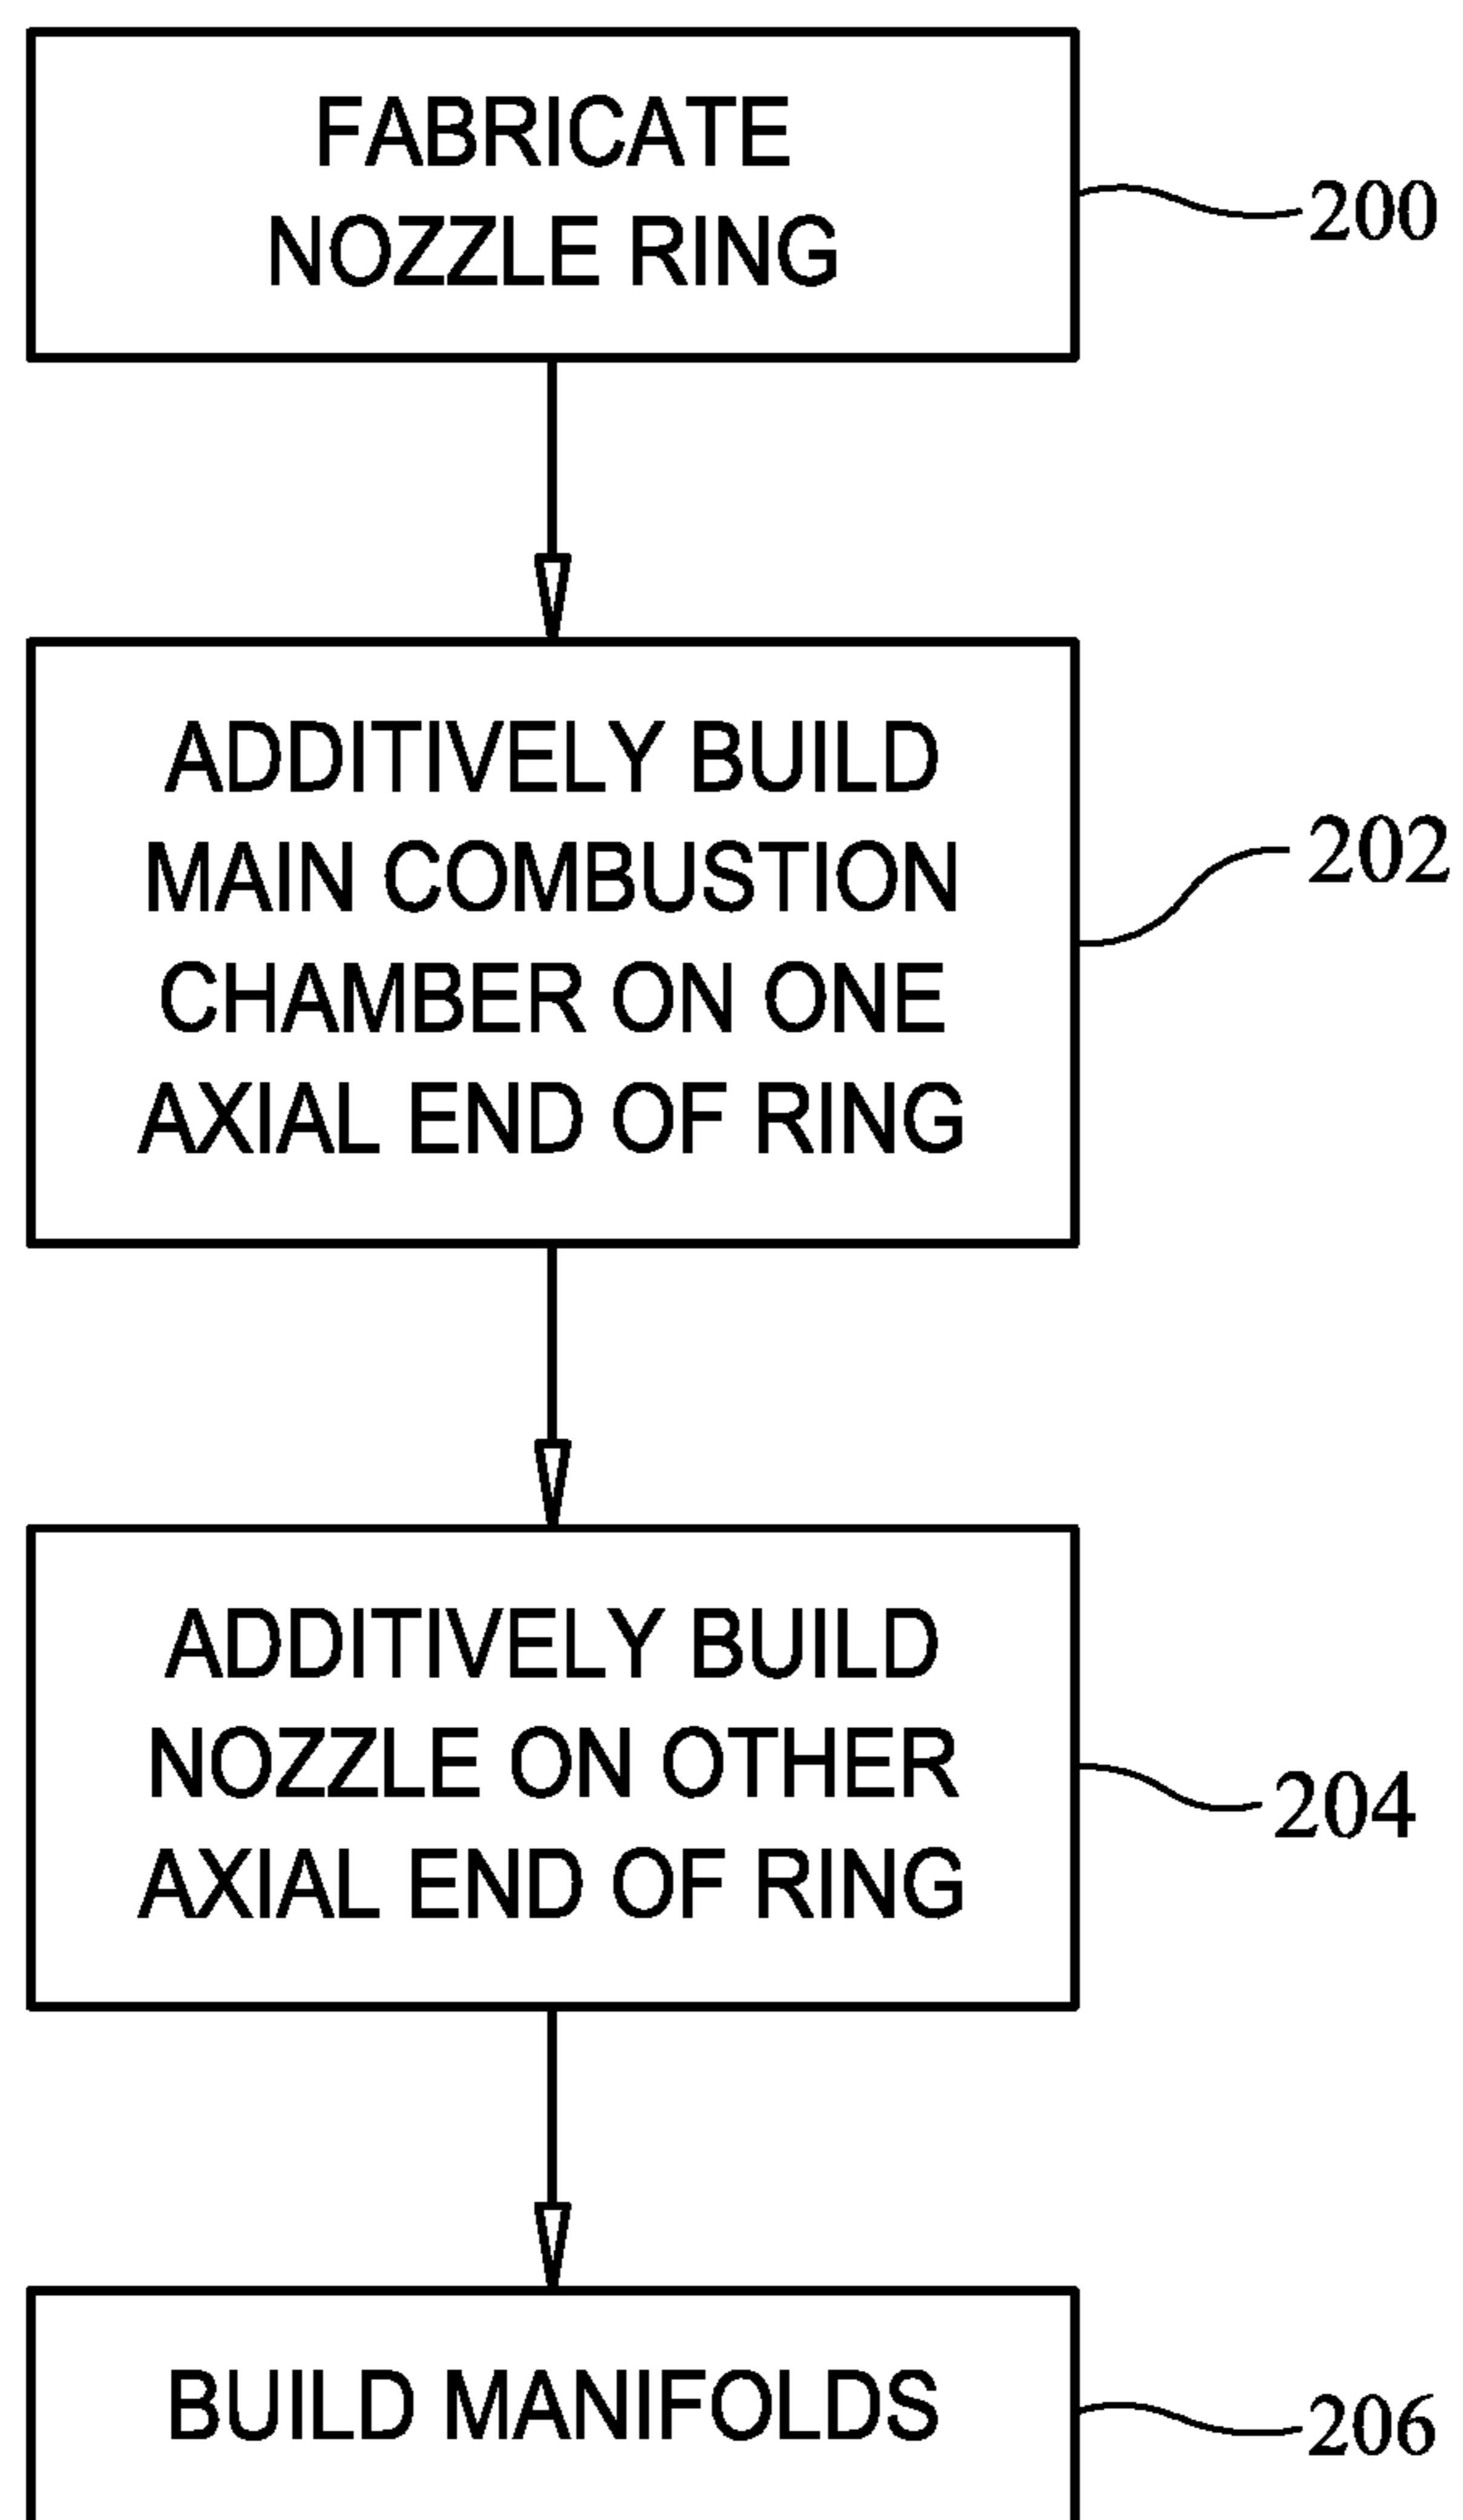 FABRICATE
NOZZLE RING
200
ADDITIVELY BUILD
MAIN COMBUSTION
CHAMBER ON ONE
AXIAL END OF RING
202
ADDITIVELY BUILD
NOZZLE ON OTHER
AXIAL END OF RING
204
BUILD MANIFOLDS
206